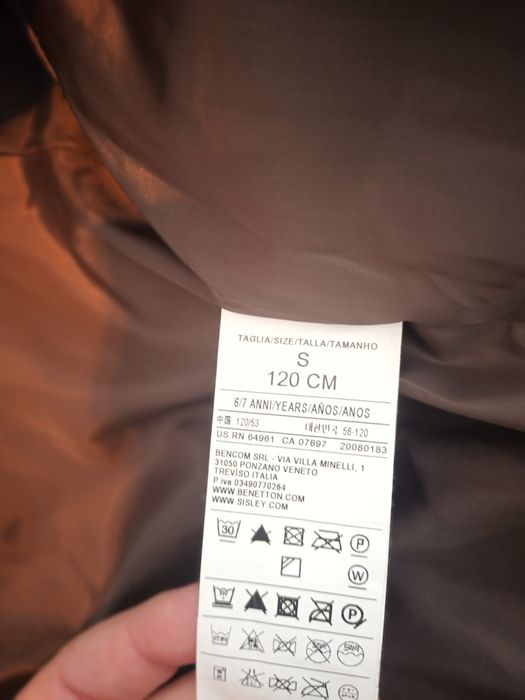 TAGLIA/SIZE/TALLA/TAMANHO
S
120 CM
6/7 ANNI/YEARS/AÑOS/ANOS
中国 120/53 대한민국 56-120
US RN 64961 CA 07697 20080183
BENCOM SRL - VIA VILLA MINELLI, 1
31050 PONZANO VENETO
TREVISO ITALIA
P.iva 03490770264
WWW.BENETTON.COM
WWW.SISLEY.COM
30 P
W
P